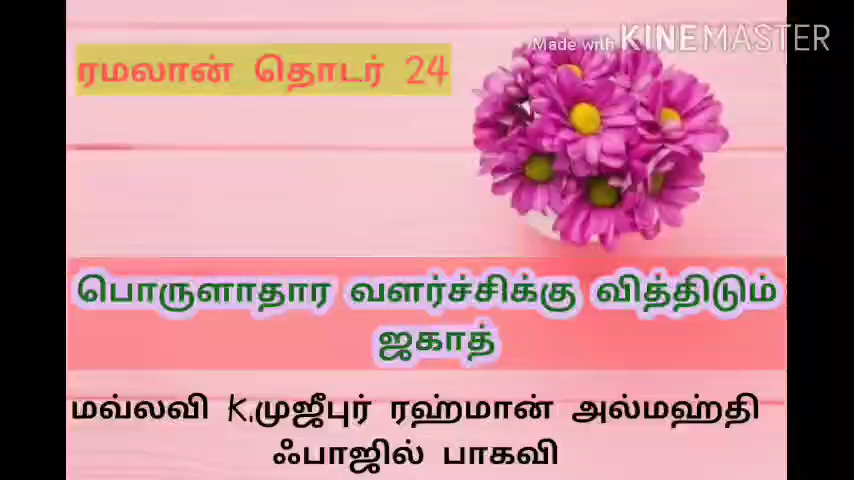 Made with KINEMASTER
ரமலான் தொடர் 24
பொருளாதார வளர்ச்சிக்கு வித்திடும்
ஜகாத்
மவ்லவி K.முஜீபுர் ரஹ்மான் அல்மஹ்தி
ஃபாஜில் பாகவி